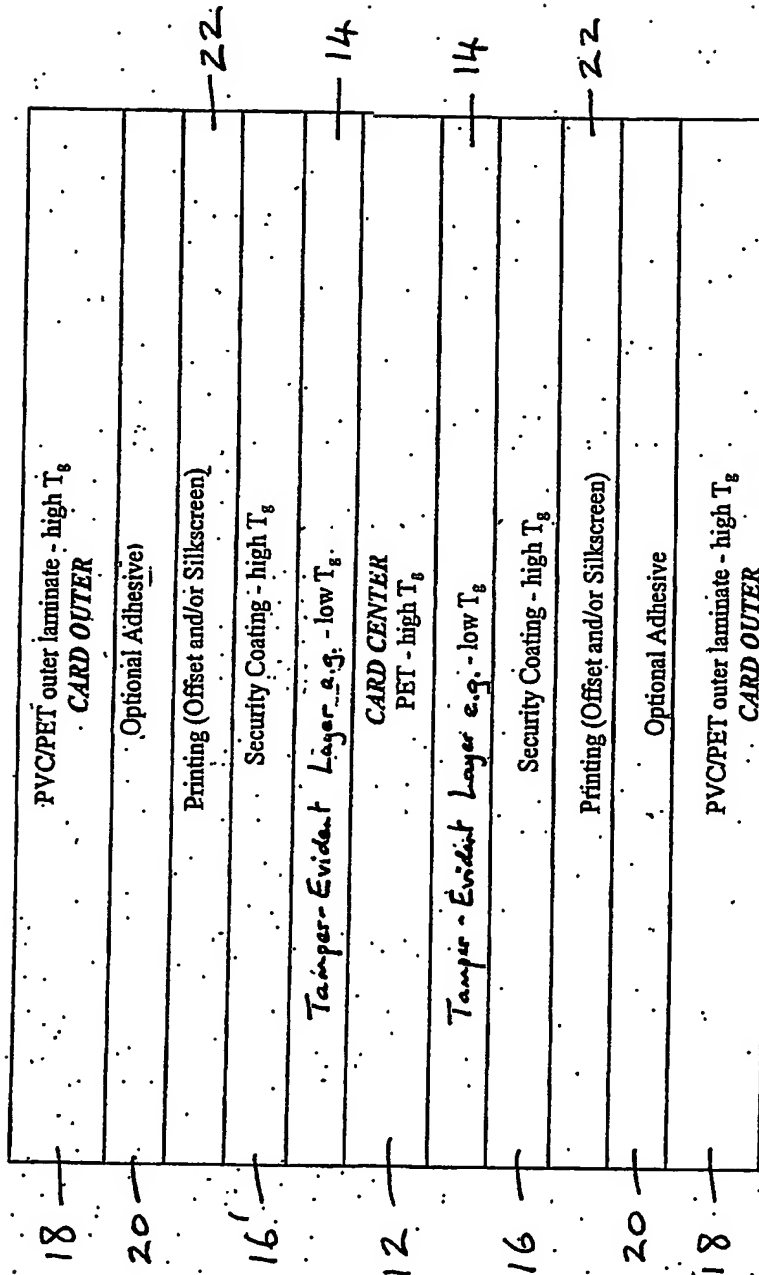 PVC/PET outer laminate - high Tg
CARD OUTER
18
Optional Adhesive)
20
Printing (Offset and/or Silkscreen)
22
Security Coating - high Tg
16'
Tamper-Evident Layer e.g. - low Tg
14
CARD CENTER
PET - high Tg
12
Tamper-Evident Layer e.g. - low Tg
14
Security Coating - high Tg
16
Printing (Offset and/or Silkscreen)
22
Optional Adhesive
20
PVC/PET outer laminate - high Tg
CARD OUTER
18